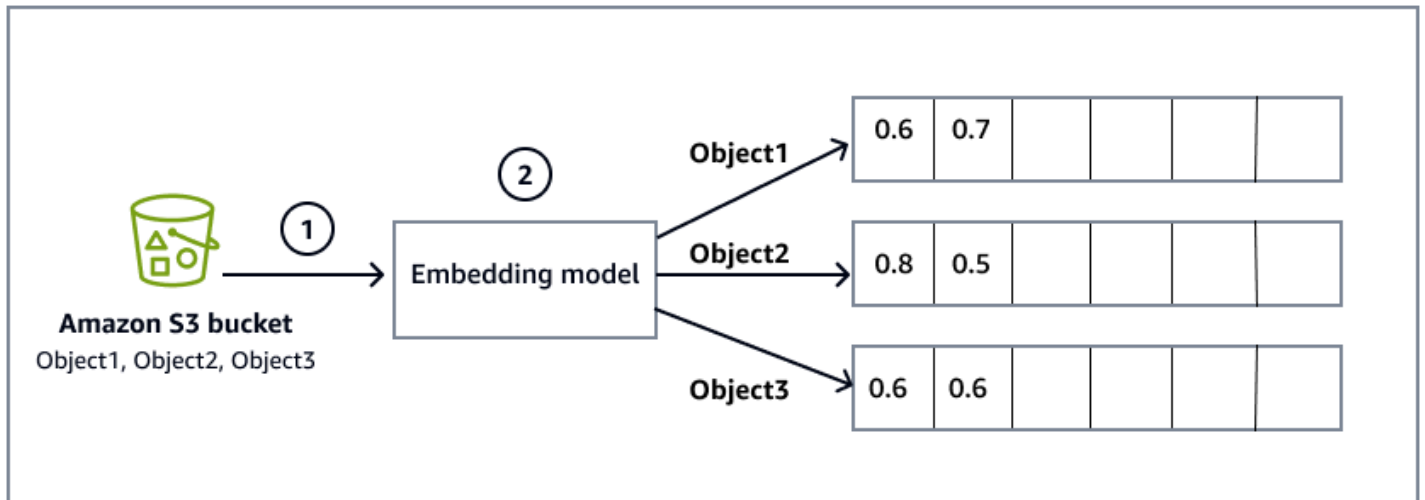 0.6 0.7
Object1
2
1
Object2
0.8 0.5
Embedding model
Amazon S3 bucket
Object1, Object2, Object3
Object3
0.6 0.6